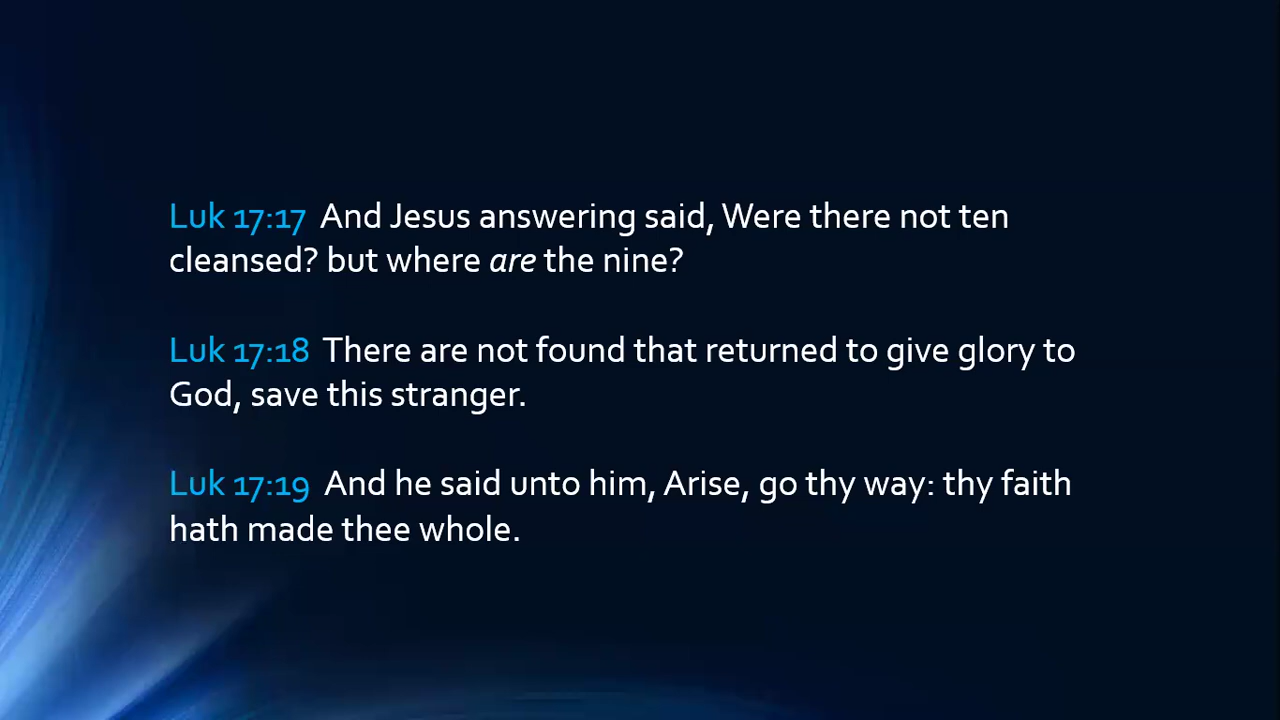 Luk 17:17 And Jesus answering said, Were there not ten
cleansed? but where are the nine?
Luk 17:18 There are not found that returned to give glory to
God, save this stranger.
Luk 17:19 And he said unto him, Arise, go thy way: thy faith
hath made thee whole.